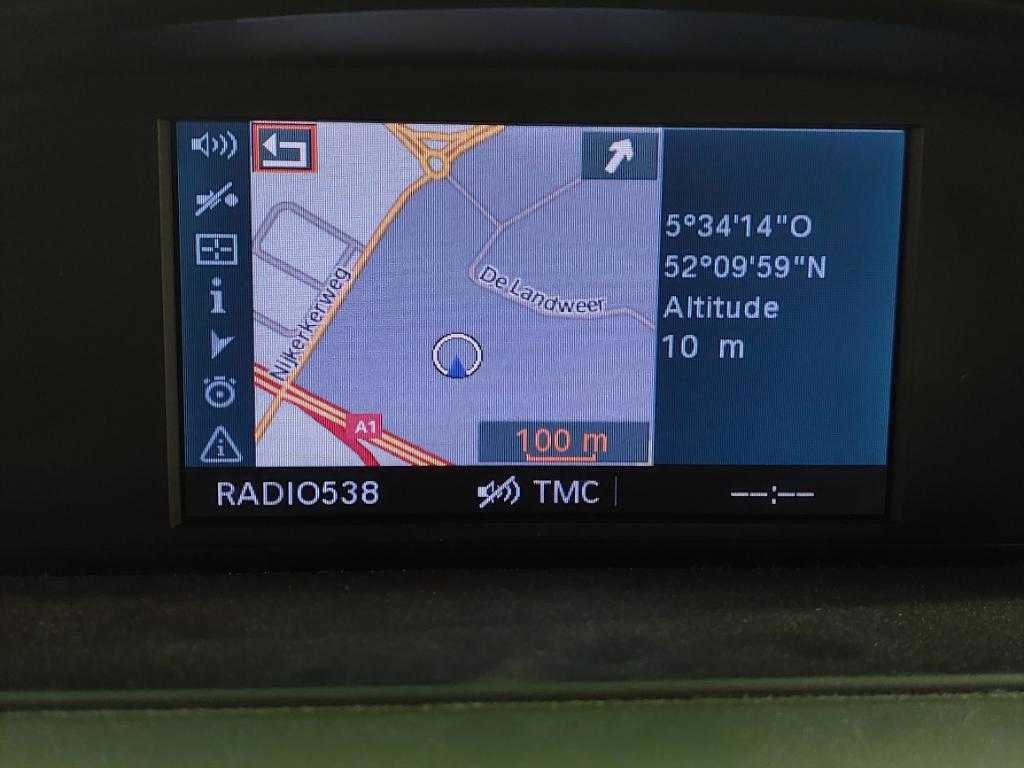 5°34'14"O
52°09'59"N
Altitude
10 m
De Landweer
Nijkerkerweg
A1
100 m
RADIO538
TMC
--:--